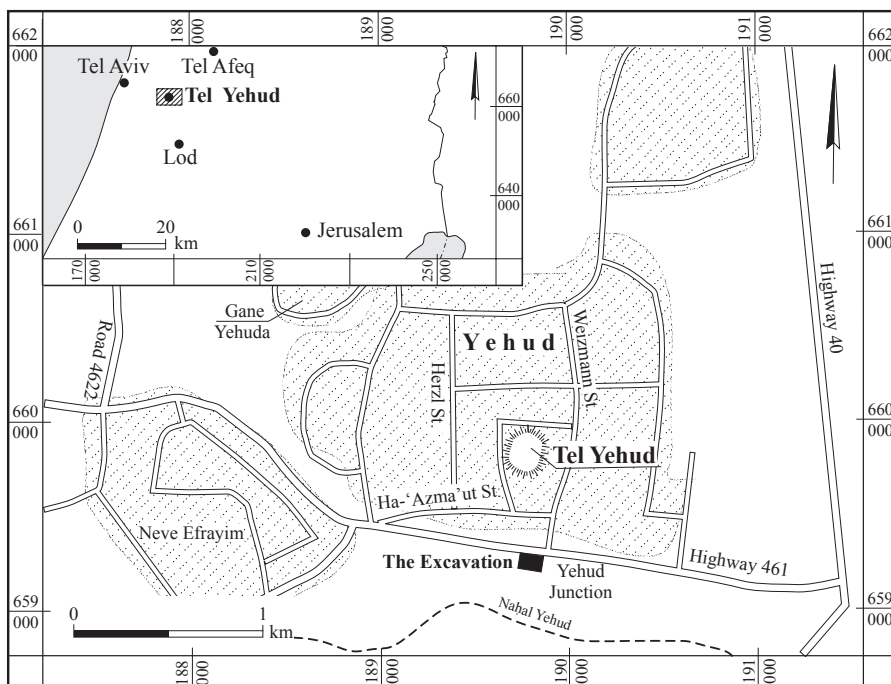 188
000
189
000
190
000
191
000
662
000
662
000
Tel Aviv
Tel Afeq
Tel Yehud
Lod
Jerusalem
0
20
km
660
000
640
000
170
000
210
000
250
000
661
000
661
000
Highway 40
Gane
Yehuda
Yehud
Weizmann St.
Herzl St.
Road 4622
660
000
660
000
Tel Yehud
Ha-‘Azma’ut St.
Neve Efrayim
The Excavation
Yehud
Junction
Highway 461
Naḥal Yehud
659
000
659
000
0
1
km
188
000
189
000
190
000
191
000